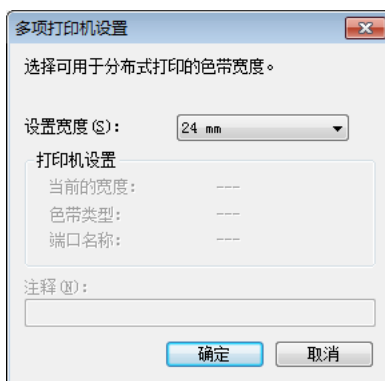 多项打印机设置
选择可用于分布式打印的色带宽度。
设置宽度(S): 24 mm
打印机设置
当前的宽度: ---
色带类型: ---
端口名称: ---
注释(N):
确定 取消